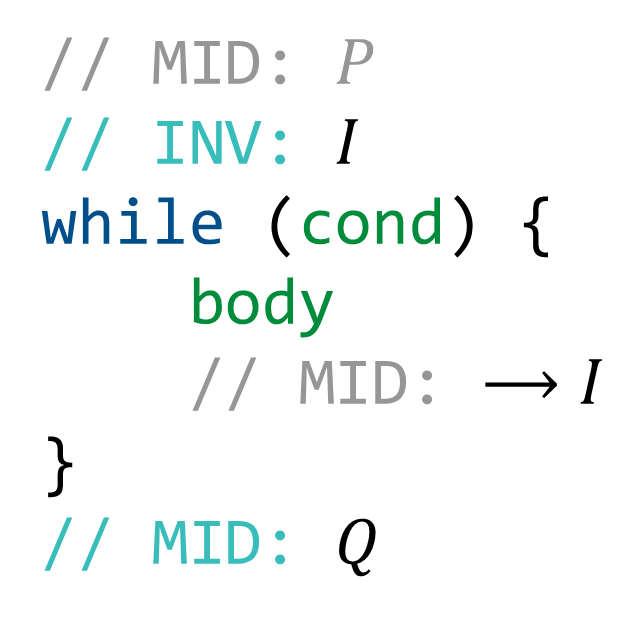 // MID: P
// INV: I
while (cond) {
body
// MID: ⟶ I
}
// MID: Q